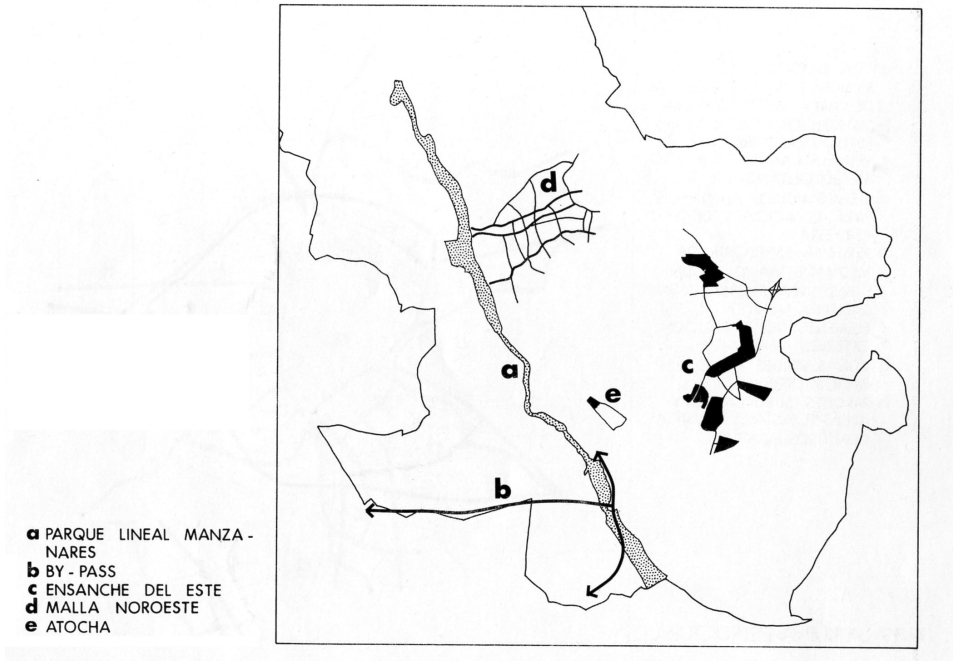 d
c
a
e
b
a PARQUE LINEAL MANZA-
NARES
b BY-PASS
c ENSANCHE DEL ESTE
d MALLA NOROESTE
e ATOCHA